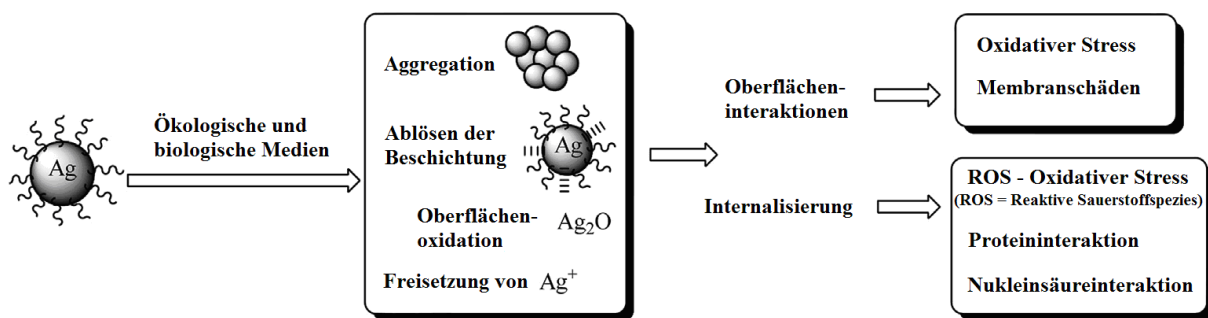 Ag
Ökologische und
biologische Medien
Aggregation
Ablösen der
Beschichtung
Ag
Oberflächen-
oxidation
Ag₂O
Freisetzung von Ag⁺
Oberflächen-
interaktionen
Internalisierung
Oxidativer Stress
Membranschäden
ROS - Oxidativer Stress
(ROS = Reaktive Sauerstoffspezies)
Proteininteraktion
Nukleinsäureinteraktion